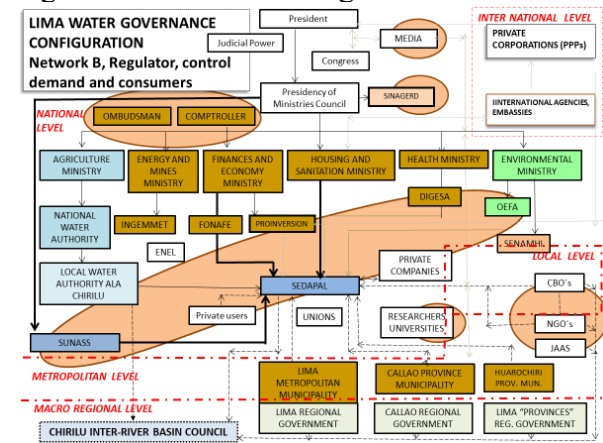 LIMA WATER GOVERNANCE
CONFIGURATION
Network B, Regulator, control
demand and consumers
President
Judicial Power
MEDIA
Congress
INTER NATIONAL LEVEL
PRIVATE
CORPORATIONS (PPPs)
IINTERNATIONAL AGENCIES,
EMBASSIES
Presidency of
Ministries Council
SINAGERD
NATIONAL
LEVEL
OMBUDSMAN
COMPTROLLER
AGRICULTURE
MINISTRY
ENERGY AND
MINES
MINISTRY
FINANCES AND
ECONOMY
MINISTRY
HOUSING AND
SANITATION MINISTRY
HEALTH MINISTRY
ENVIRONMENTAL
MINISTRY
DIGESA
OEFA
NATIONAL
WATER
AUTHORITY
INGEMMET
FONAFE
PROINVERSION
SENAMHI
ENEL
PRIVATE
COMPANIES
LOCAL LEVEL
LOCAL WATER
AUTHORITY ALA
CHIRILU
SEDAPAL
CBO´s
Private users
UNIONS
RESEARCHERS
UNIVERSITIES
NGO´s
SUNASS
JAAS
METROPOLITAN LEVEL
LIMA
METROPOLITAN
MUNICIPALITY
CALLAO PROVINCE
MUNICIPALITY
HUAROCHIRI
PROV. MUN.
MACRO REGIONAL LEVEL
LIMA REGIONAL
GOVERNMENT
CALLAO REGIONAL
GOVERNMENT
LIMA "PROVINCES"
REG. GOVERNMENT
CHIRILU INTER-RIVER BASIN COUNCIL